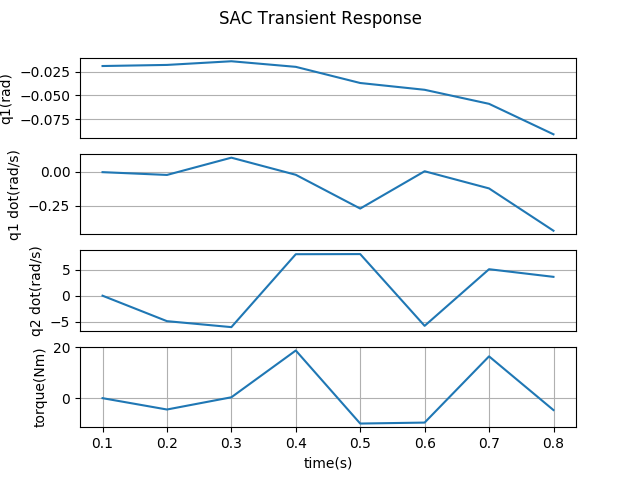 SAC Transient Response
−0.025
−0.050
−0.075
q1(rad)
0.00
−0.25
q1 dot(rad/s)
5
0
−5
q2 dot(rad/s)
20
0
torque(Nm)
0.1 0.2 0.3 0.4 0.5 0.6 0.7 0.8
time(s)